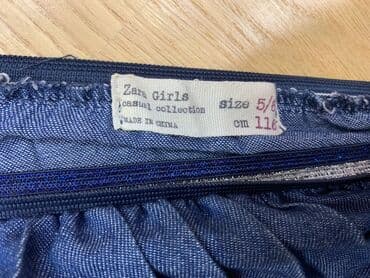 Zara Girls
casual collection size 5/6
MADE IN CHINA cm 116